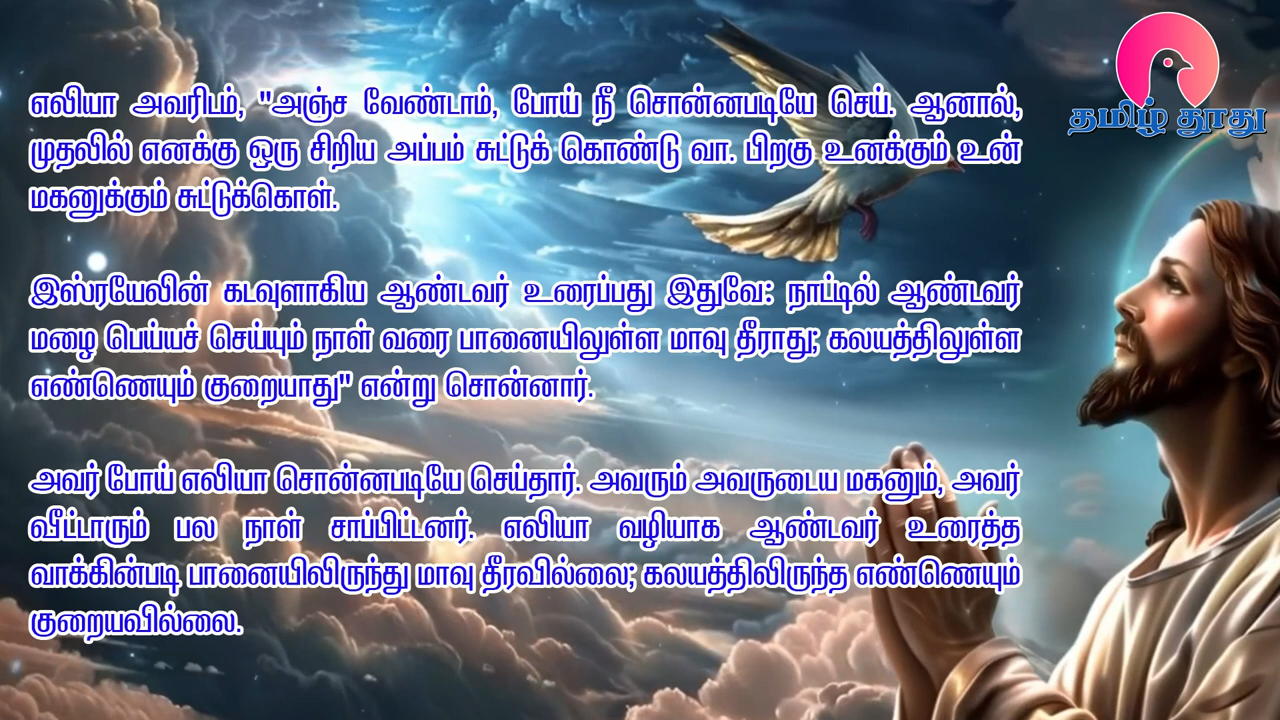 எலியா அவரிடம், "அஞ்ச வேண்டாம், போய் நீ சொன்னபடியே செய். ஆனால்,
முதலில் எனக்கு ஒரு சிறிய அப்பம் சுட்டுக் கொண்டு வா. பிறகு உனக்கும் உன்
மகனுக்கும் சுட்டுக்கொள்.
இஸ்ரயேலின் கடவுளாகிய ஆண்டவர் உரைப்பது இதுவே: நாட்டில் ஆண்டவர்
மழை பெய்யச் செய்யும் நாள் வரை பானையிலுள்ள மாவு தீராது; கலயத்திலுள்ள
எண்ணெயும் குறையாது" என்று சொன்னார்.
அவர் போய் எலியா சொன்னபடியே செய்தார். அவரும் அவருடைய மகனும், அவர்
வீட்டாரும் பல நாள் சாப்பிட்டனர். எலியா வழியாக ஆண்டவர் உரைத்த
வாக்கின்படி பானையிலிருந்து மாவு தீரவில்லை; கலயத்திலிருந்த எண்ணெயும்
குறையவில்லை.
தமிழ் தூது